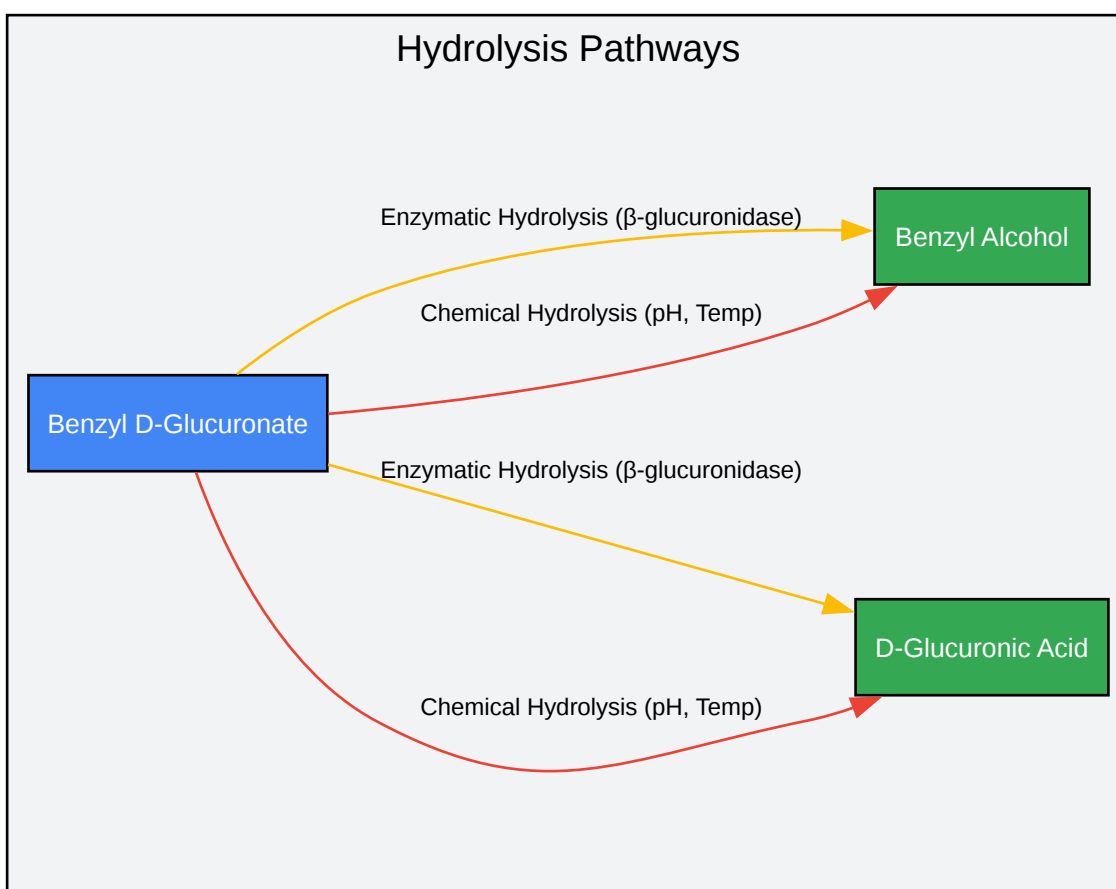 Hydrolysis Pathways
Enzymatic Hydrolysis (β-glucuronidase)
Benzyl Alcohol
Chemical Hydrolysis (pH, Temp)
Benzyl D-Glucuronate
Enzymatic Hydrolysis (β-glucuronidase)
D-Glucuronic Acid
Chemical Hydrolysis (pH, Temp)